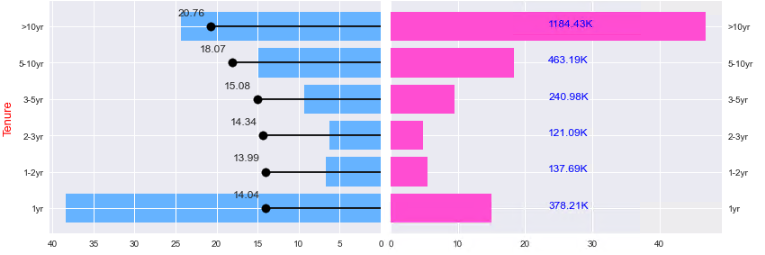 Tenure
>10yr 20.76 1184.43K >10yr
5-10yr 18.07 463.19K 5-10yr
3-5yr 15.08 240.98K 3-5yr
2-3yr 14.34 121.09K 2-3yr
1-2yr 13.99 137.69K 1-2yr
1yr 14.04 378.21K 1yr
40 35 30 25 20 15 10 5 0 0 10 20 30 40